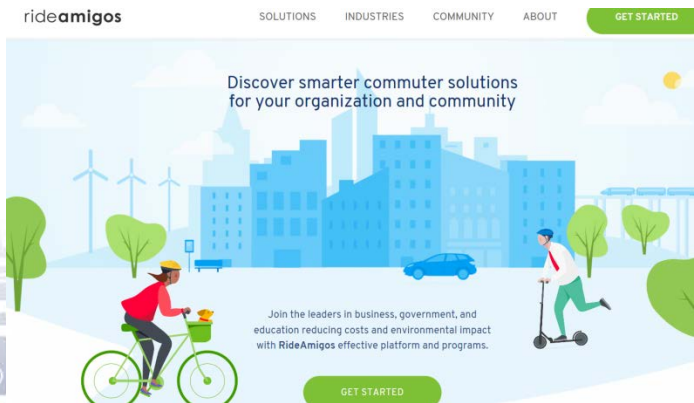 rideamigos
SOLUTIONS INDUSTRIES COMMUNITY ABOUT GET STARTED
Discover smarter commuter solutions
for your organization and community
Join the leaders in business, government, and
education reducing costs and environmental impact
with RideAmigos effective platform and programs.
GET STARTED